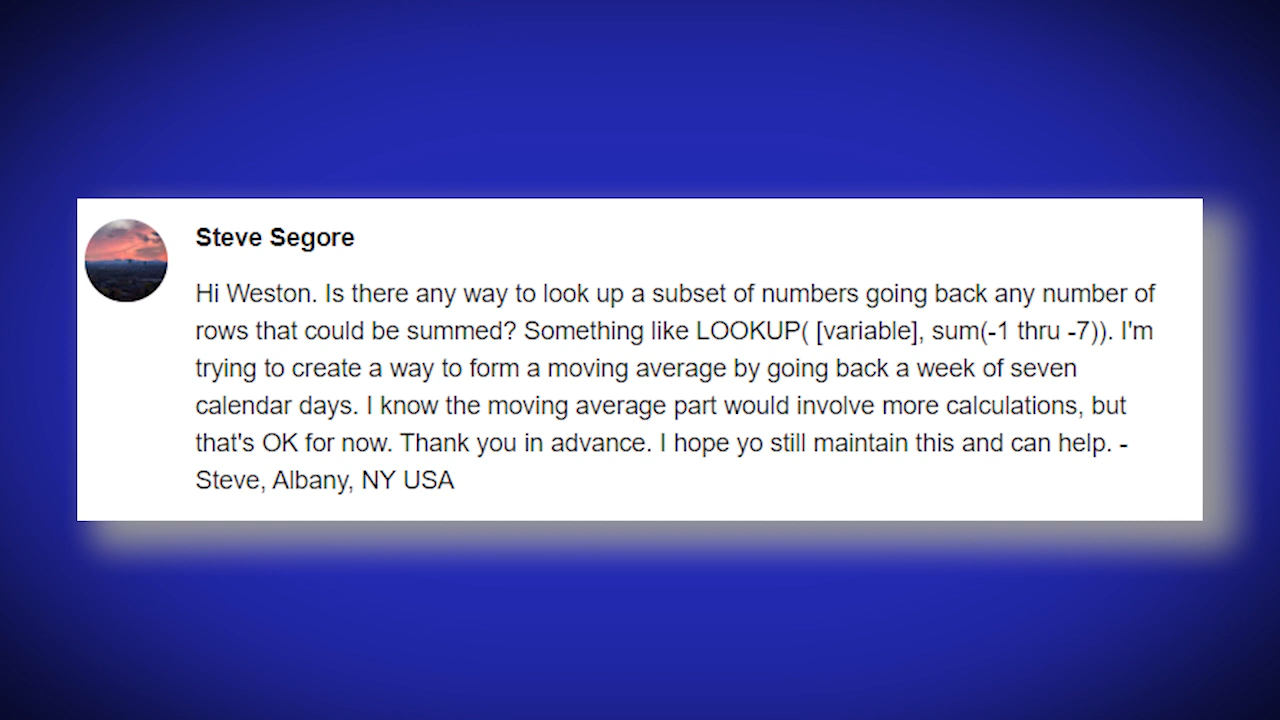 Steve Segore
Hi Weston. Is there any way to look up a subset of numbers going back any number of
rows that could be summed? Something like LOOKUP( [variable], sum(-1 thru -7)). I'm
trying to create a way to form a moving average by going back a week of seven
calendar days. I know the moving average part would involve more calculations, but
that's OK for now. Thank you in advance. I hope yo still maintain this and can help. -
Steve, Albany, NY USA